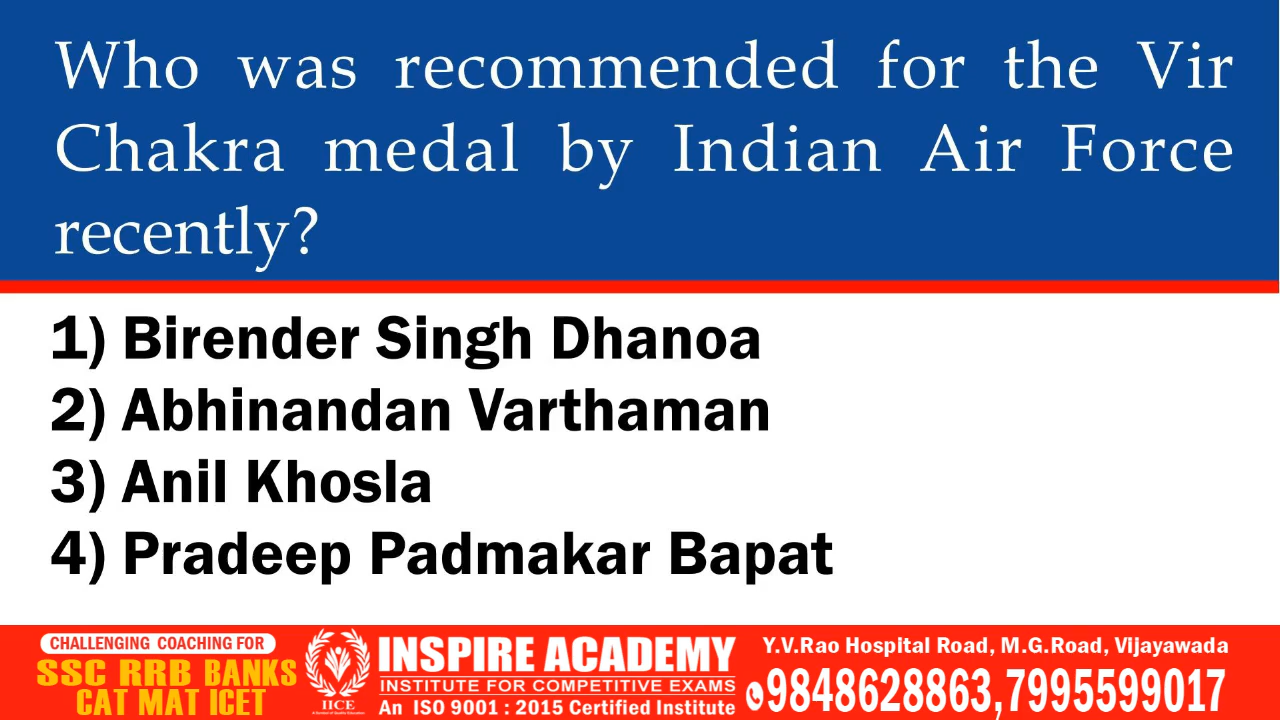 Who was recommended for the Vir
Chakra medal by Indian Air Force
recently?
1) Birender Singh Dhanoa
2) Abhinandan Varthaman
3) Anil Khosla
4) Pradeep Padmakar Bapat
CHALLENGING COACHING FOR
SSC RRB BANKS
CAT MAT ICET
IICE
INSPIRE ACADEMY
INSTITUTE FOR COMPETITIVE EXAMS
An ISO 9001 : 2015 Certified Institute
Y.V.Rao Hospital Road, M.G.Road, Vijayawada
9848628863,7995599017